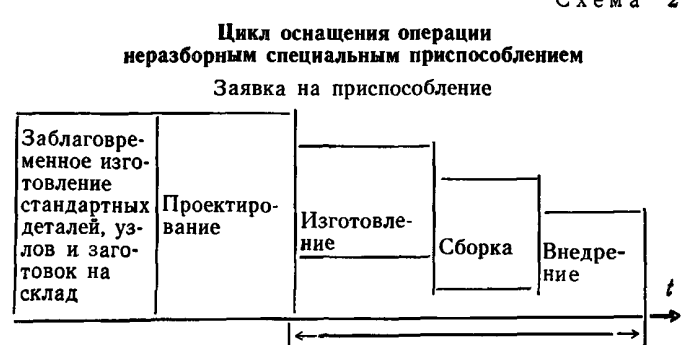 Схема 2
Цикл оснащения операции
неразборным специальным приспособлением
Заявка на приспособление
Заблаговре-
менное изго-
товление
стандартных
деталей, уз-
лов и заго-
товок на
склад
Проектиро-
вание
Изготовле-
ние
Сборка
Внедре-
ние
t